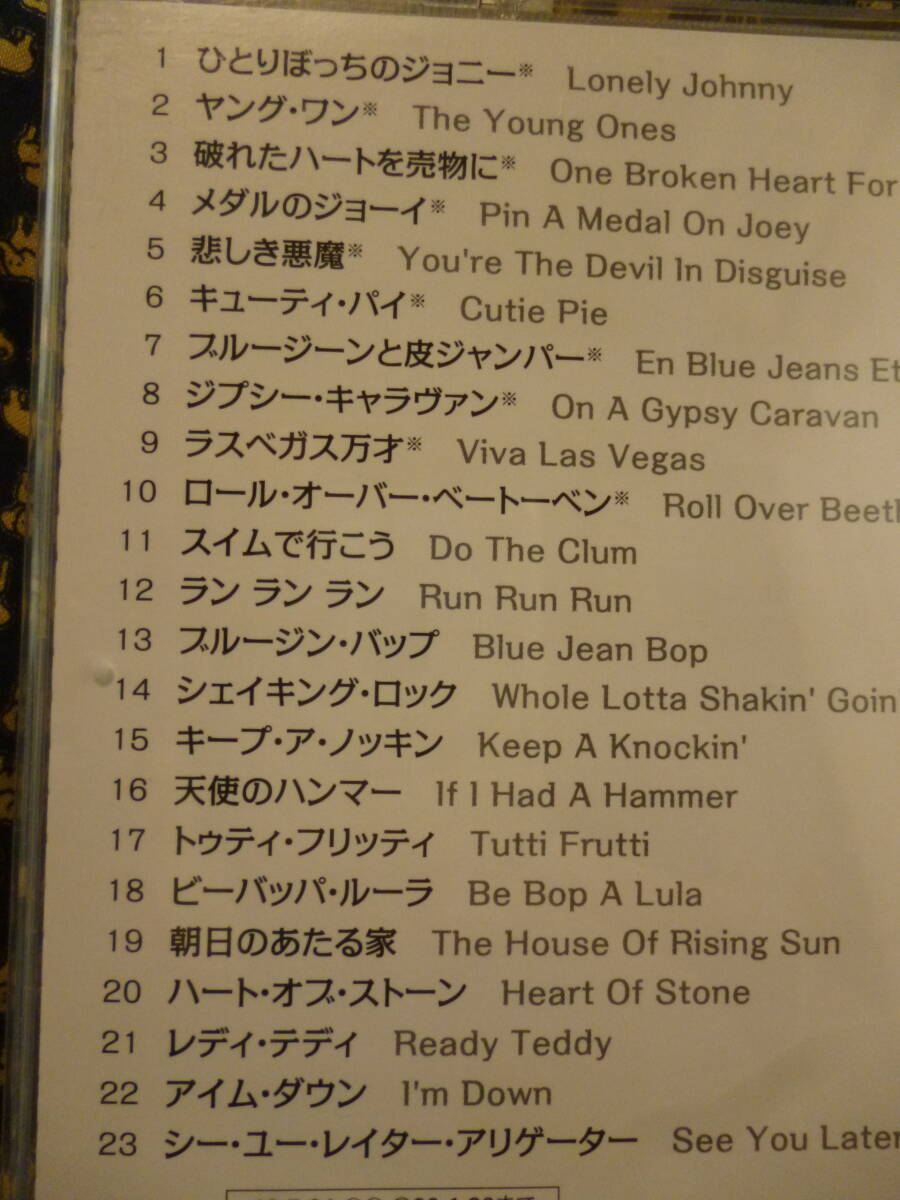 1 ひとりぼっちのジョニー※ Lonely Johnny
2 ヤング・ワン※ The Young Ones
3 破れたハートを売物に※ One Broken Heart For
4 メダルのジョーイ※ Pin A Medal On Joey
5 悲しき悪魔※ You're The Devil In Disguise
6 キューティ・パイ※ Cutie Pie
7 ブルージーンと皮ジャンパー※ En Blue Jeans Et
8 ジプシー・キャラヴァン※ On A Gypsy Caravan
9 ラスベガス万才※ Viva Las Vegas
10 ロール・オーバー・ベートーベン※ Roll Over Beeth
11 スイムで行こう Do The Clum
12 ラン ラン ラン Run Run Run
13 ブルージン・バップ Blue Jean Bop
14 シェイキング・ロック Whole Lotta Shakin' Goin'
15 キープ・ア・ノッキン Keep A Knockin'
16 天使のハンマー If I Had A Hammer
17 トゥティ・フリッティ Tutti Frutti
18 ビーバッパ・ルーラ Be Bop A Lula
19 朝日のあたる家 The House Of Rising Sun
20 ハート・オブ・ストーン Heart Of Stone
21 レディ・テディ Ready Teddy
22 アイム・ダウン I'm Down
23 シー・ユー・レイター・アリゲーター See You Later